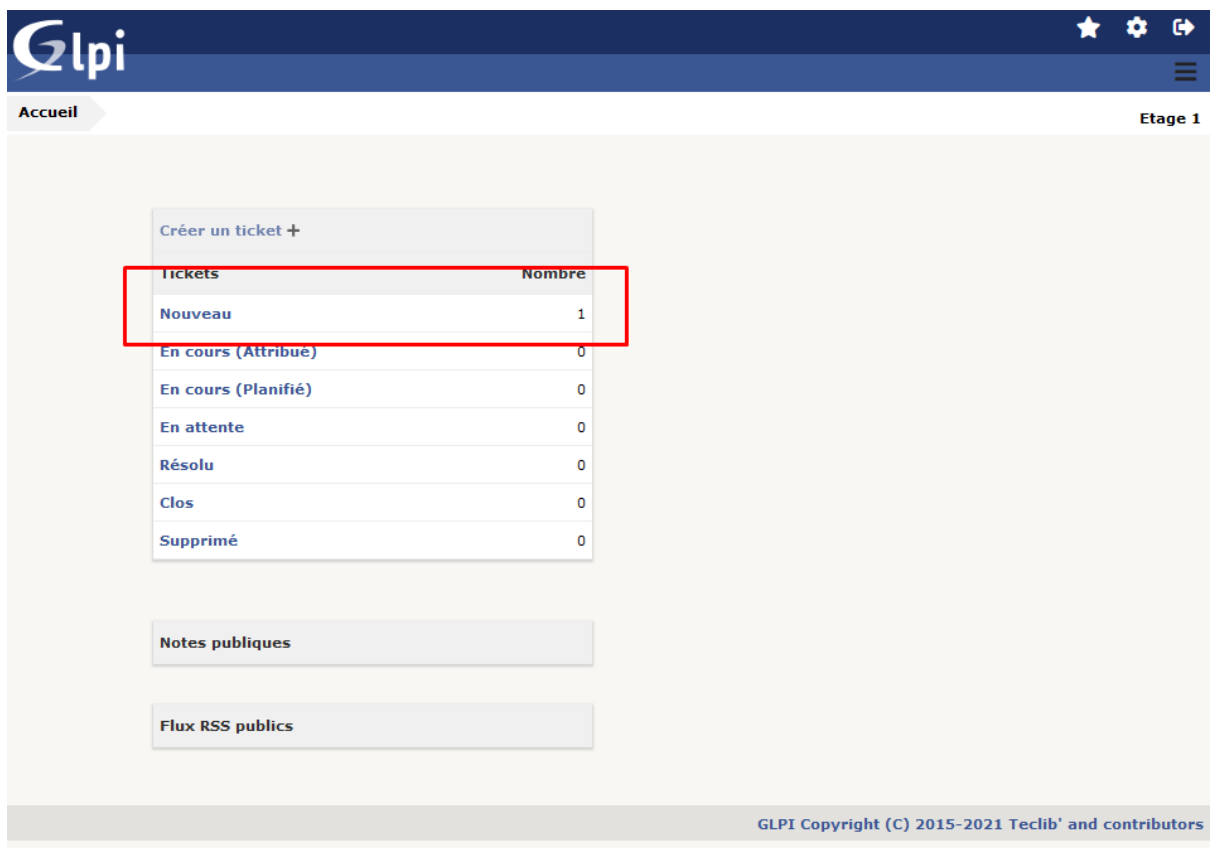 Glpi
Accueil
Etage 1
Créer un ticket +
Tickets Nombre
Nouveau 1
En cours (Attribué) 0
En cours (Planifié) 0
En attente 0
Résolu 0
Clos 0
Supprimé 0
Notes publiques
Flux RSS publics
GLPI Copyright (C) 2015-2021 Teclib' and contributors